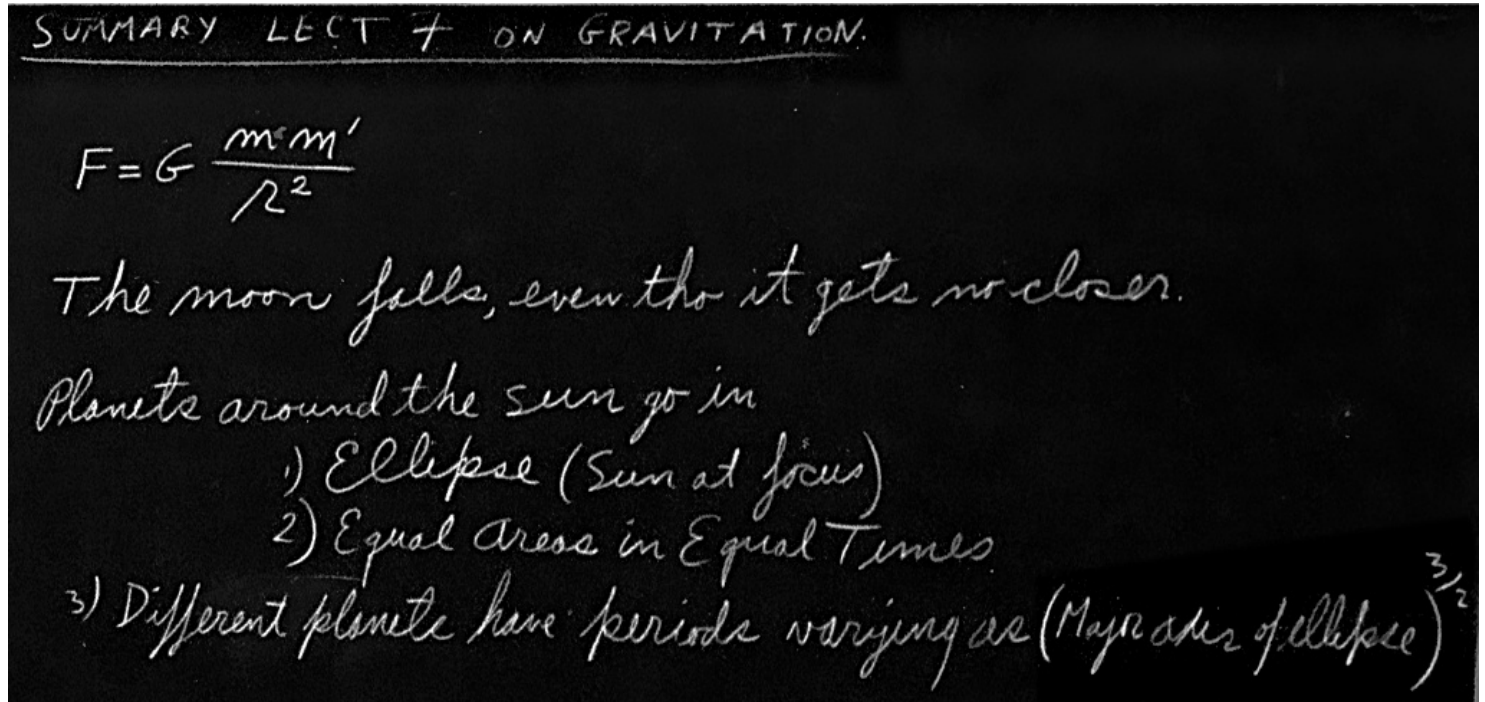 SUMMARY LECT 7 ON GRAVITATION.
F = G m m' / r²
The moon falls, even tho it gets no closer.
Planets around the sun go in
1) Ellipse (Sun at focus)
2) Equal Areas in Equal Times.
3) Different planets have periods varying as (Major axis of ellipse)^3/2